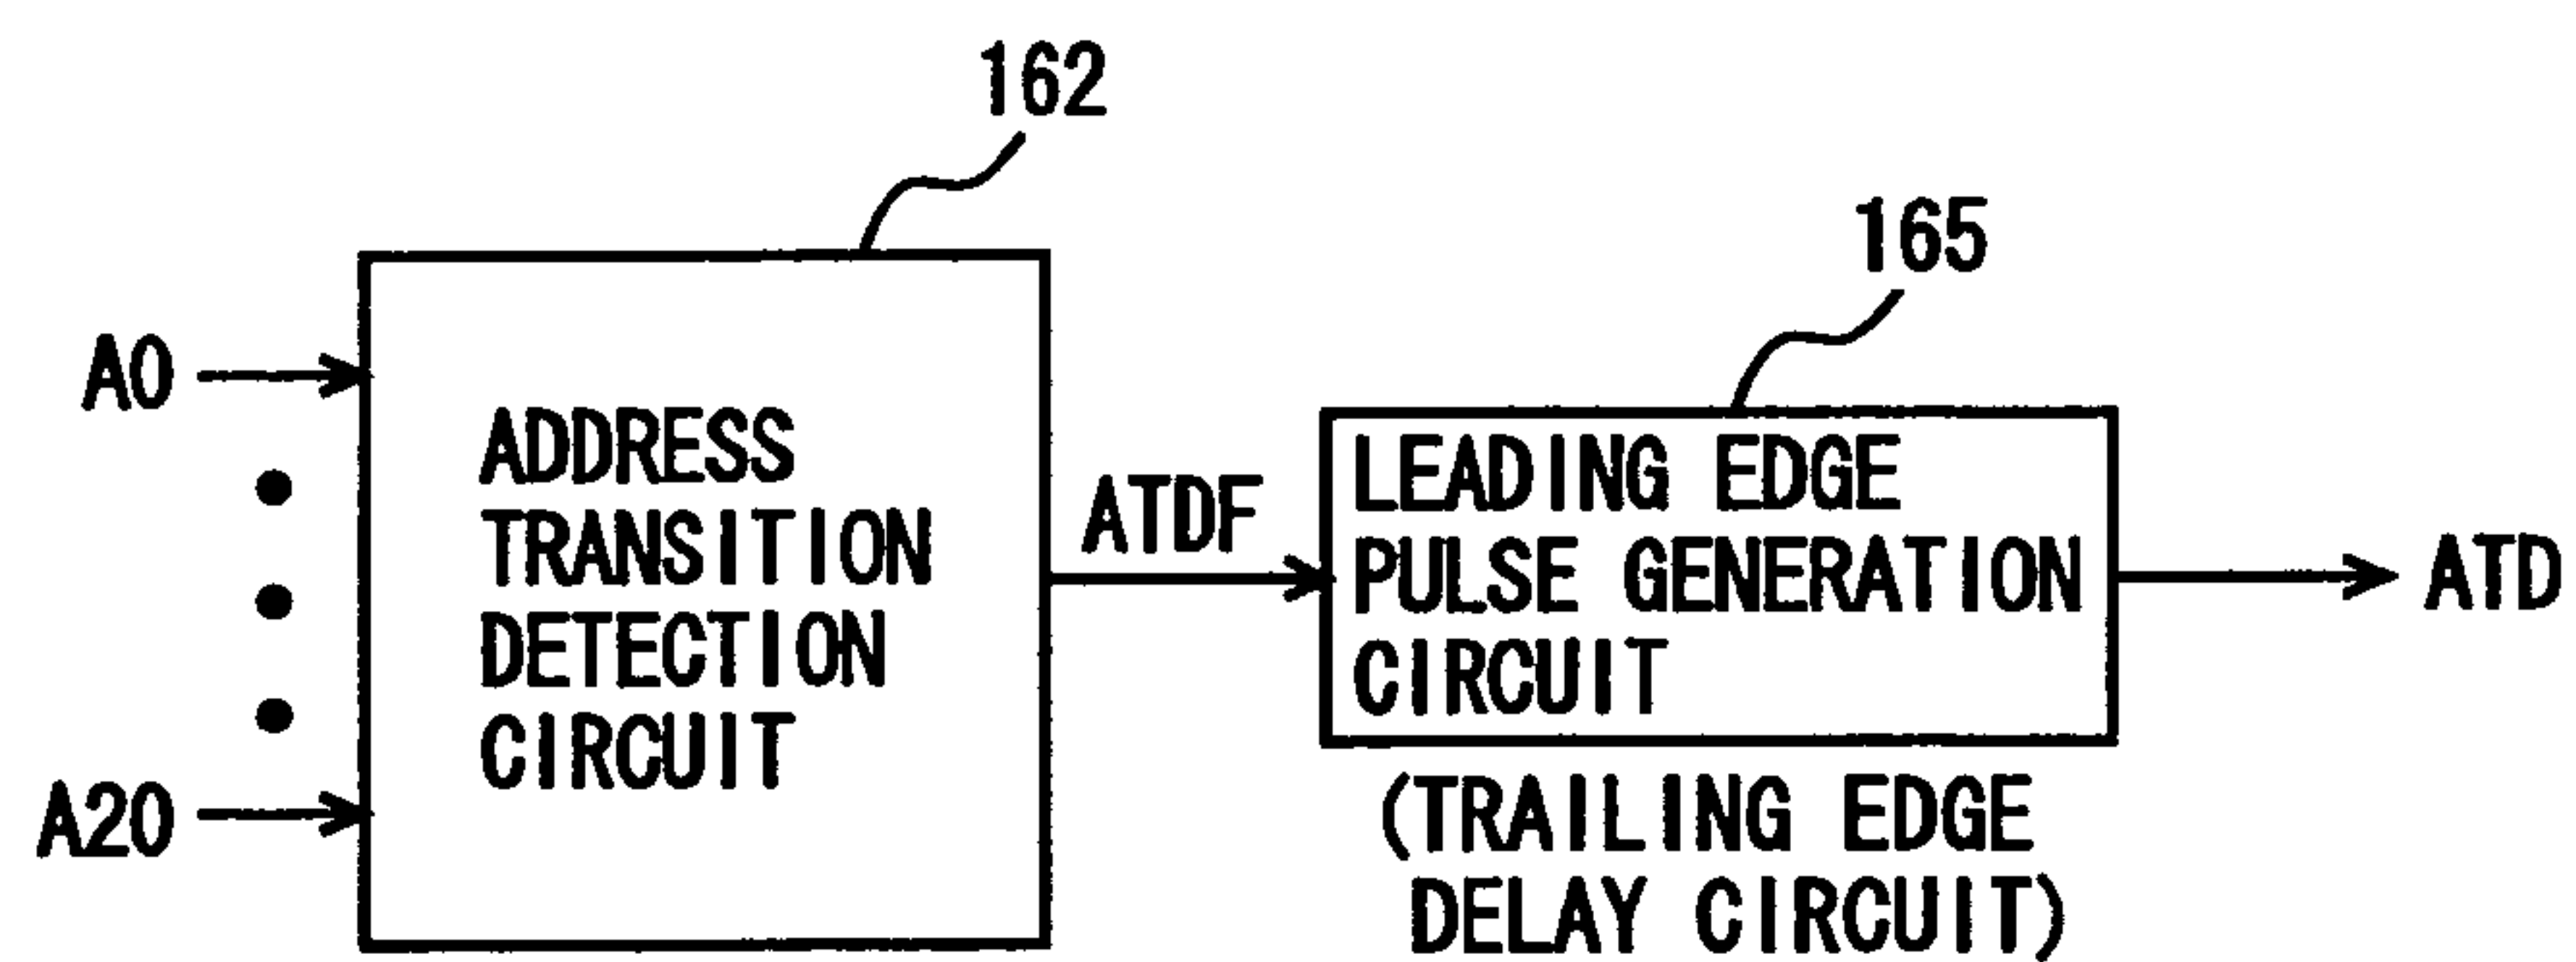 162
165
A0
A20
ADDRESS
TRANSITION
DETECTION
CIRCUIT
ATDF
LEADING EDGE
PULSE GENERATION
CIRCUIT
(TRAILING EDGE
DELAY CIRCUIT)
ATD